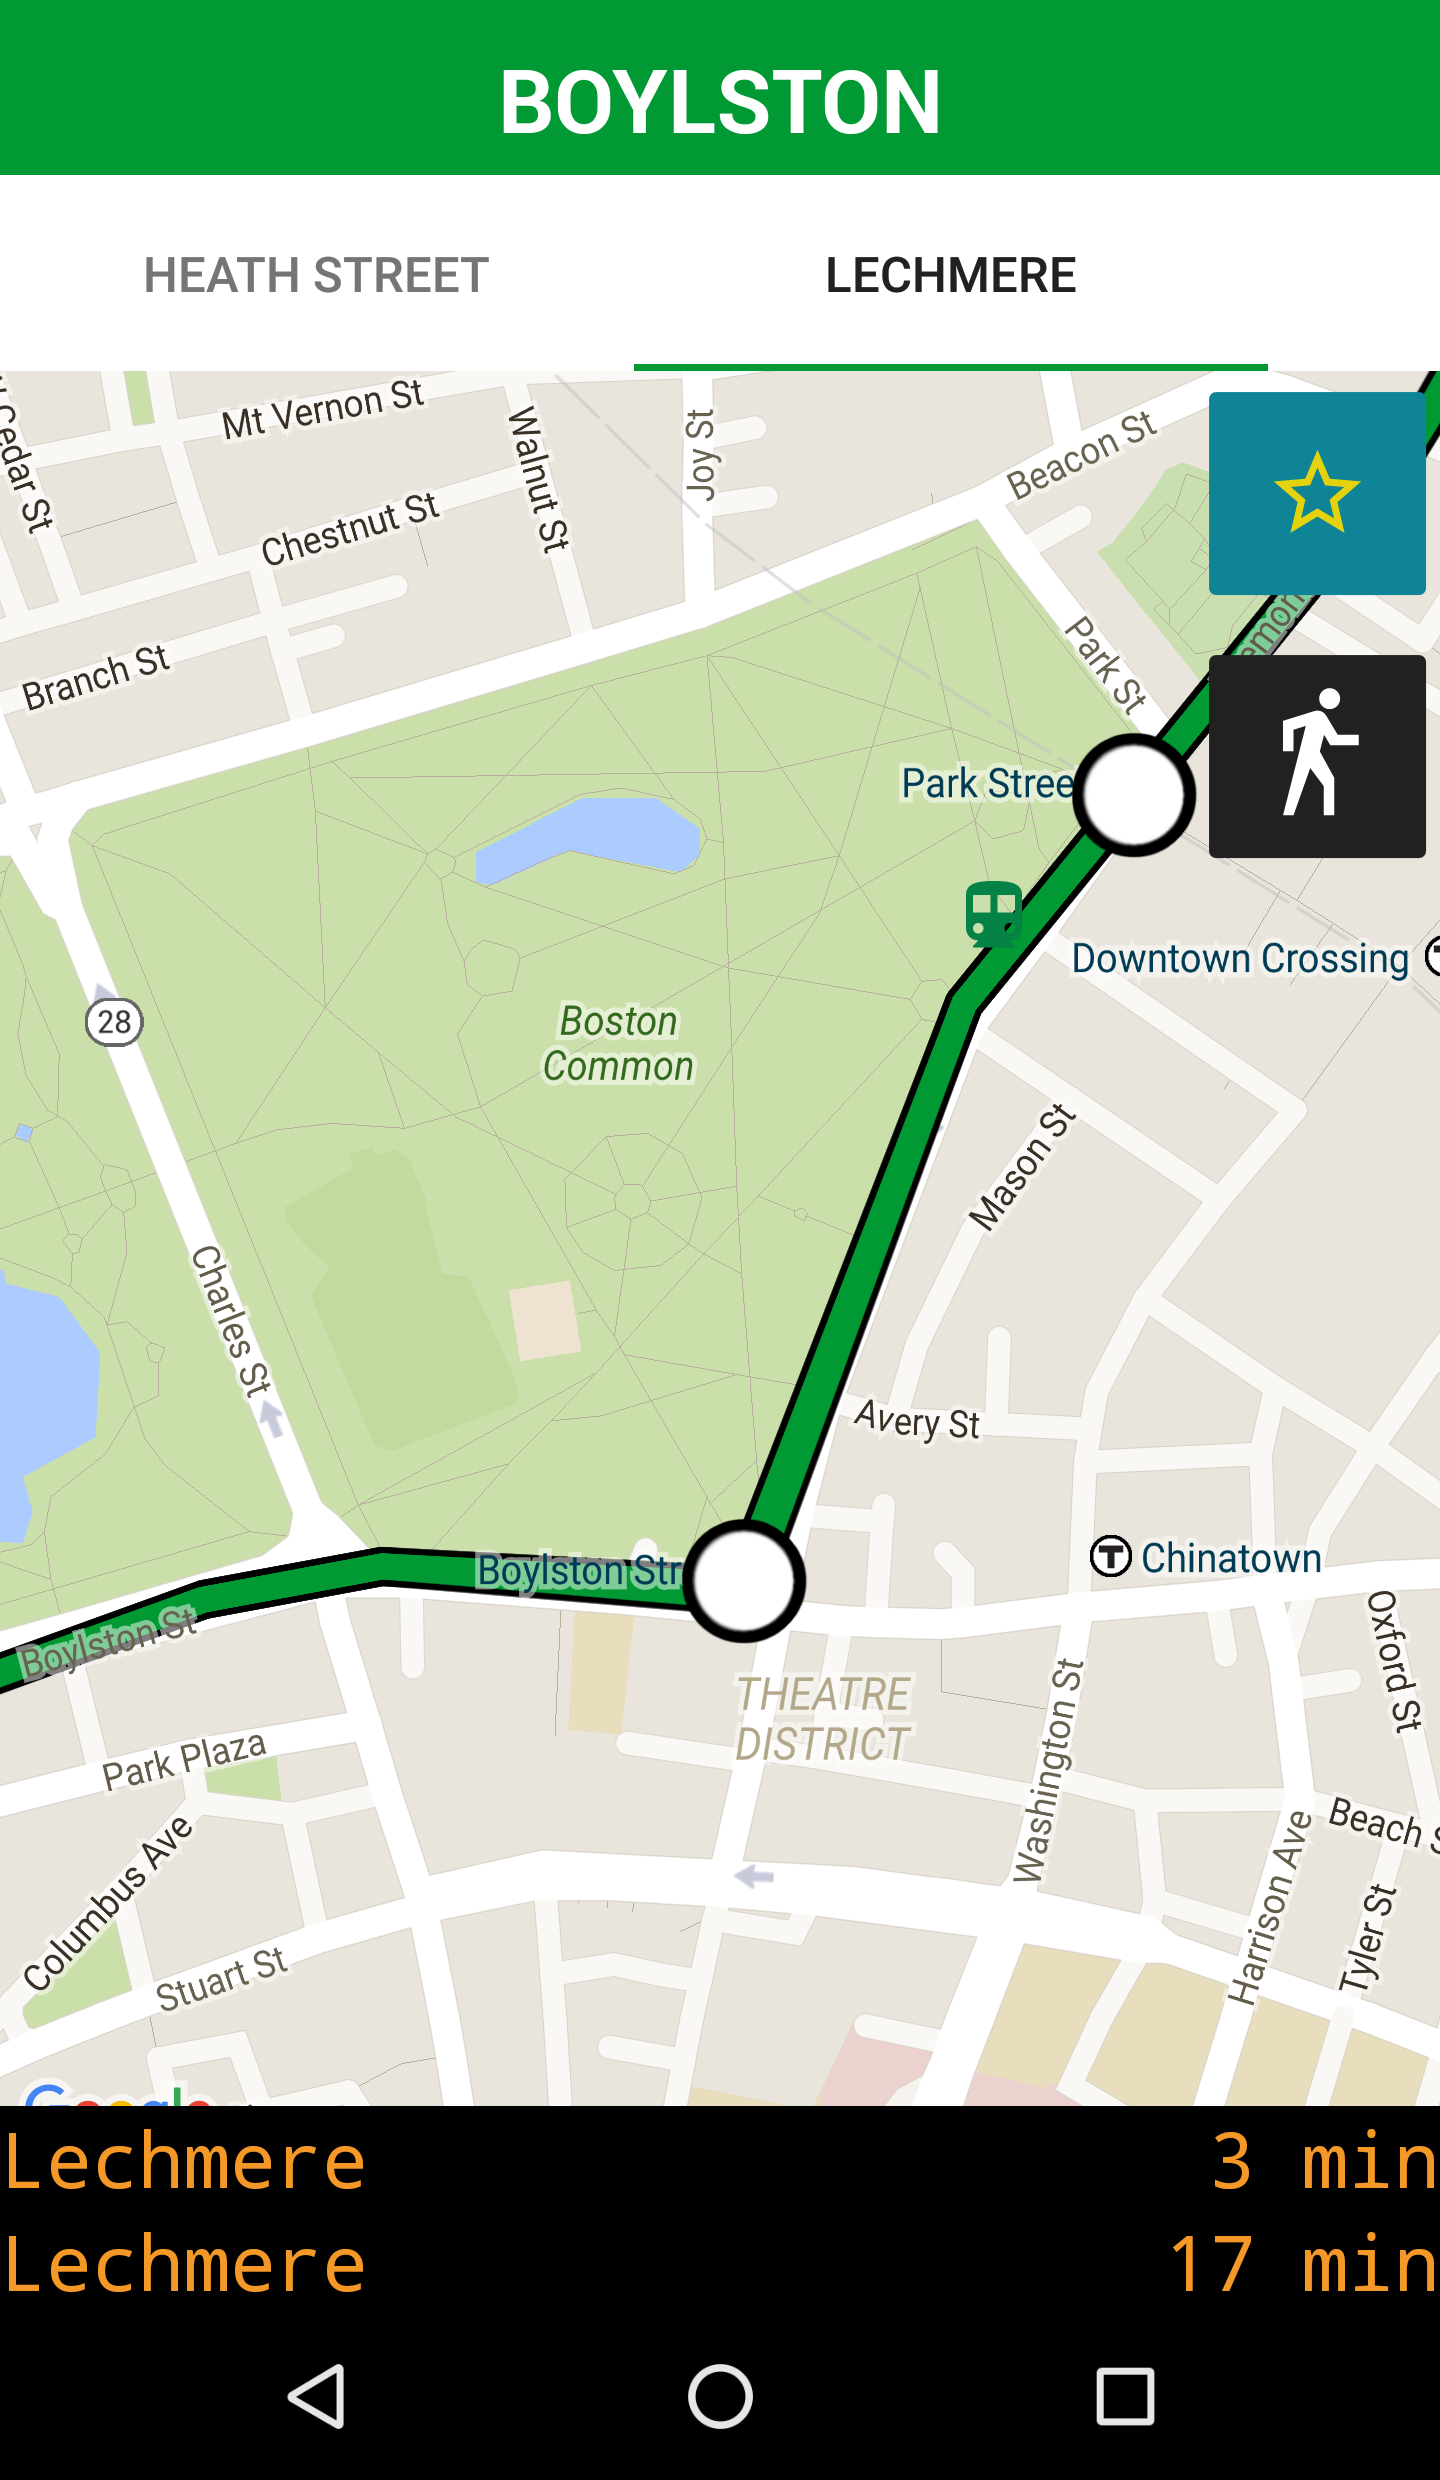 BOYLSTON
HEATH STREET
LECHMERE
Cedar St
Mt Vernon St
Walnut St
Joy St
Beacon St
Chestnut St
Branch St
Park St
Park Stree
Downtown Crossing
28
Boston
Common
Mason St
Charles St
Avery St
T
Chinatown
Boylston Str
Boylston St
Oxford St
THEATRE
DISTRICT
Washington St
Park Plaza
Columbus Ave
Beach S
Harrison Ave
Tyler St
Stuart St
Google
Lechmere 3 min
Lechmere 17 min